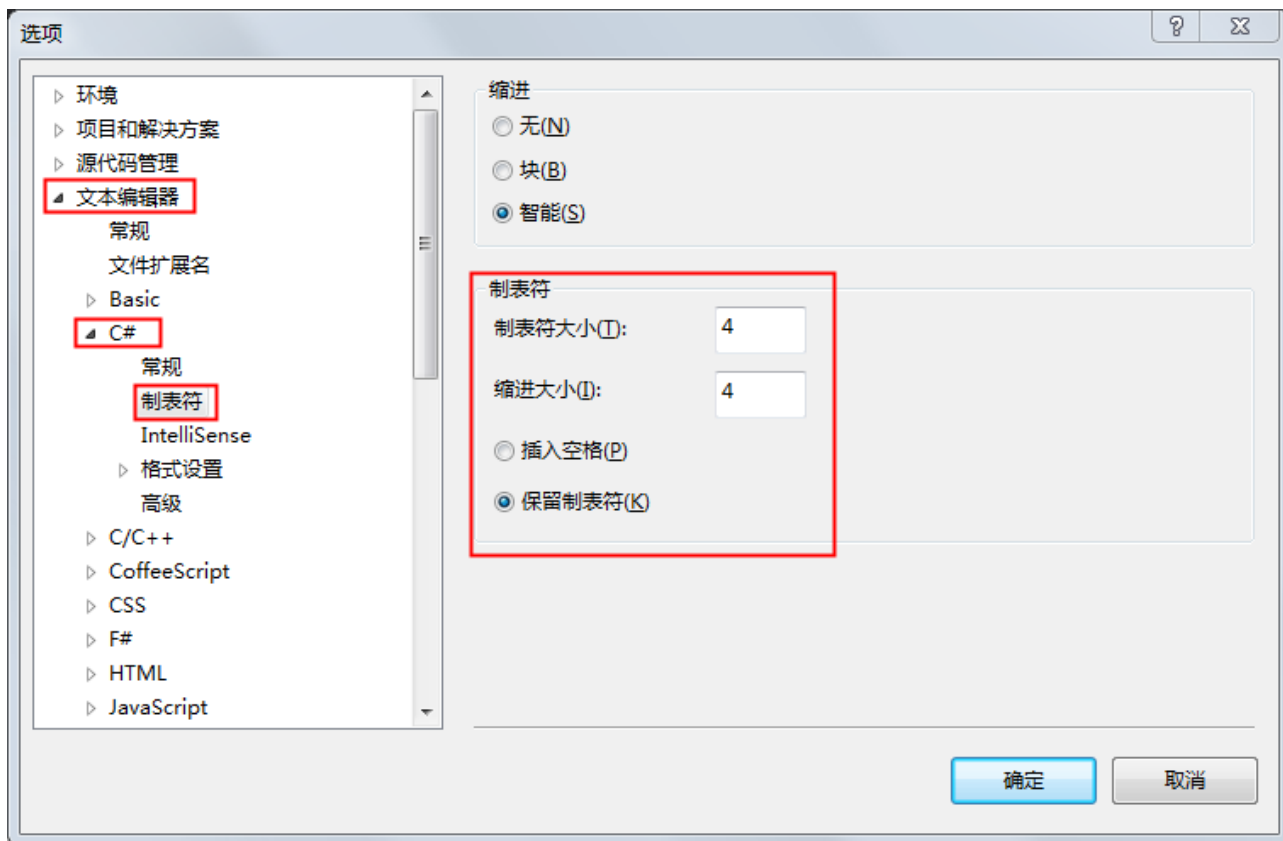 选项
环境
项目和解决方案
源代码管理
文本编辑器
常规
文件扩展名
Basic
C#
常规
制表符
IntelliSense
格式设置
高级
C/C++
CoffeeScript
CSS
F#
HTML
JavaScript
缩进
无(N)
块(B)
智能(S)
制表符
制表符大小(T): 4
缩进大小(I): 4
插入空格(P)
保留制表符(K)
确定 取消